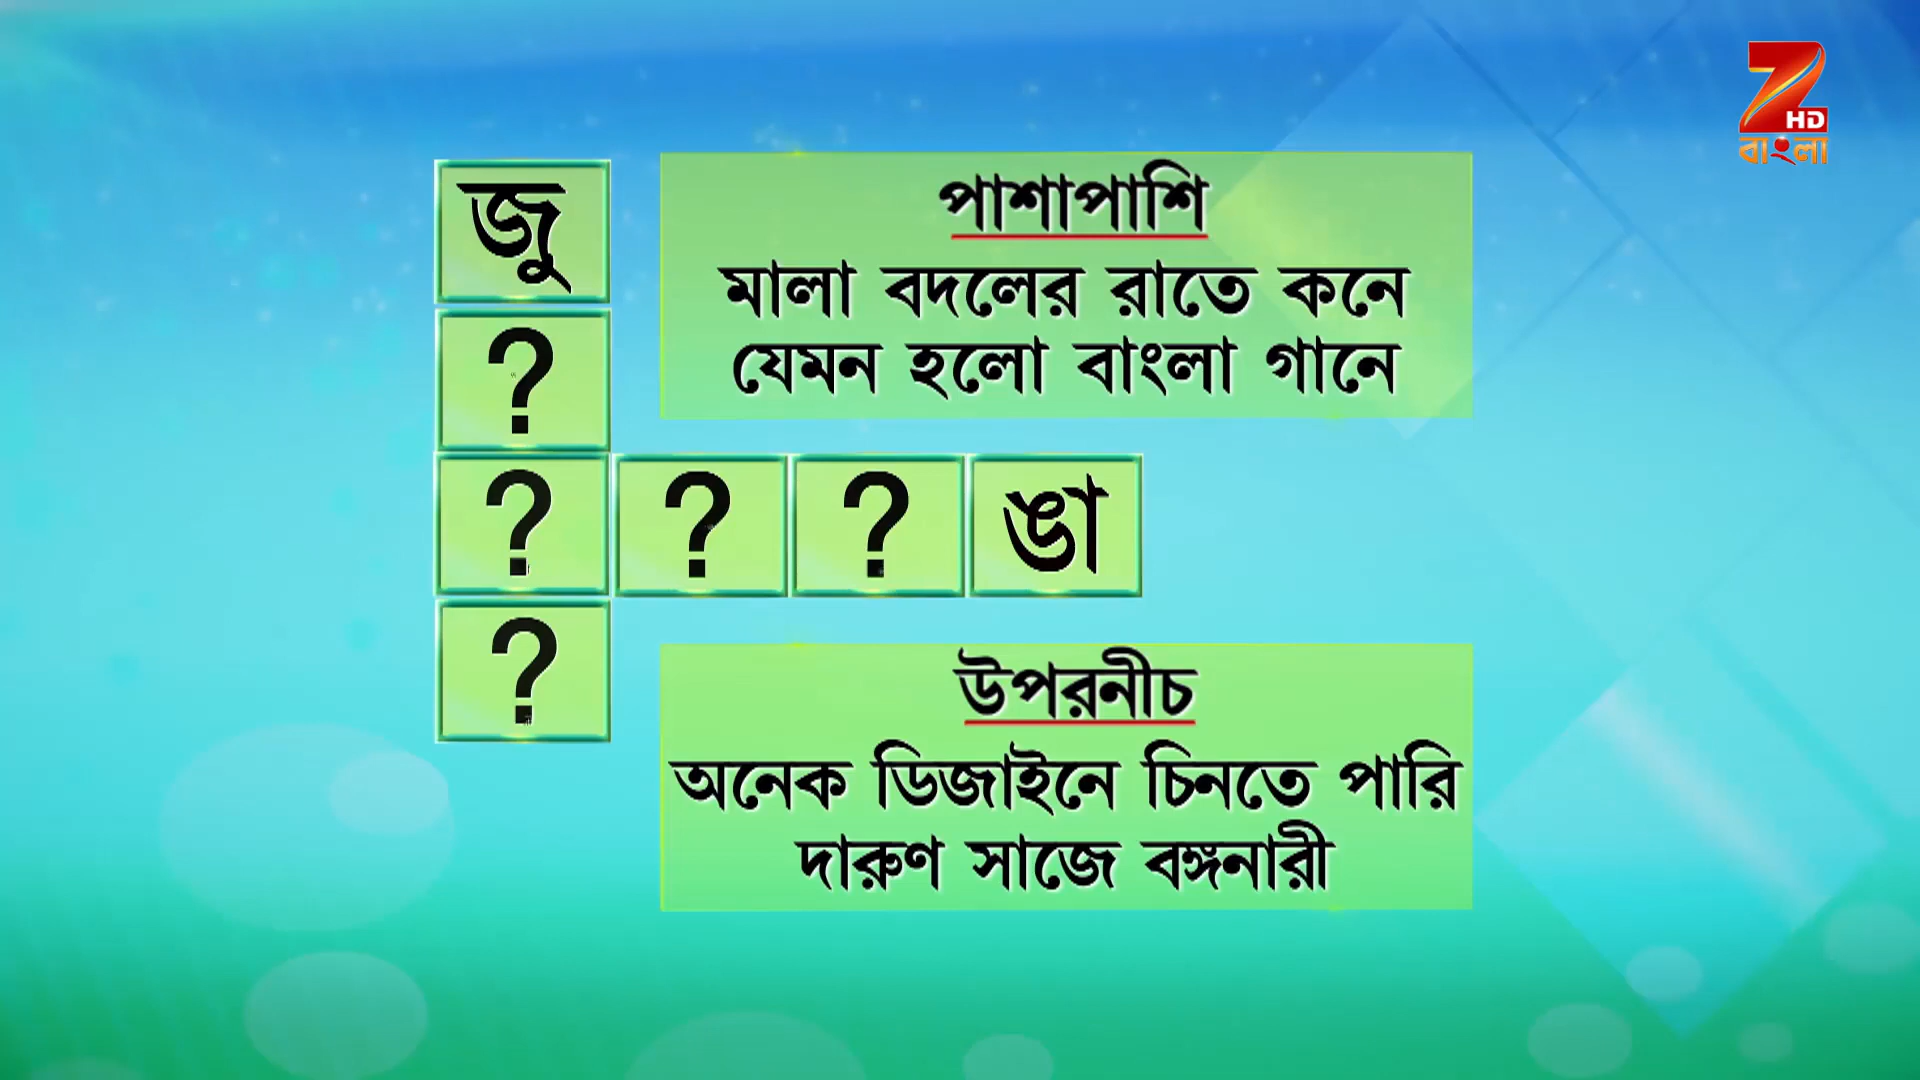 Z
HD
বাংলা
জু
পাশাপাশি
মালা বদলের রাতে কনে
যেমন হলো বাংলা গানে
?
? ? ? ঙা
?
উপরনীচ
অনেক ডিজাইনে চিনতে পারি
দারুণ সাজে বঙ্গনারী